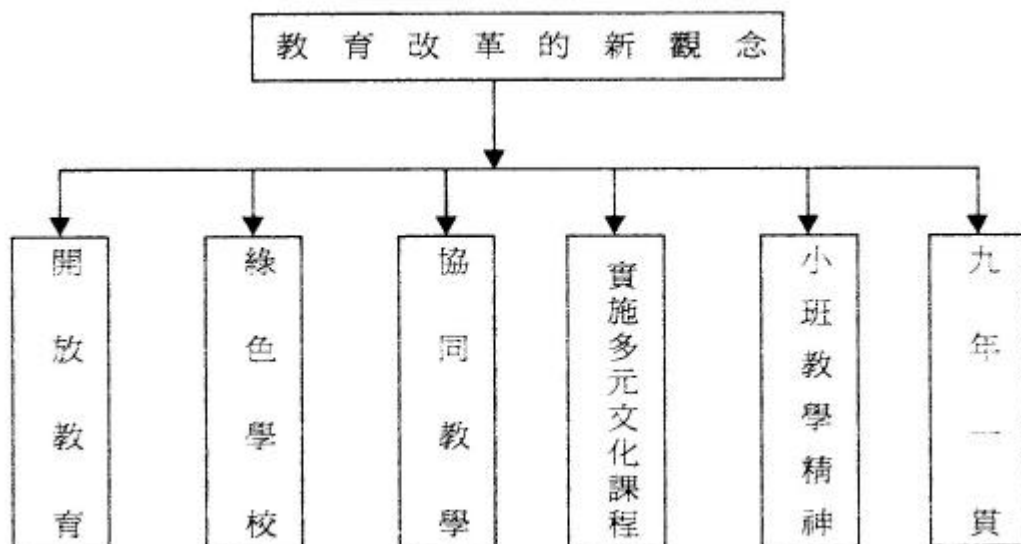 教育改革的新觀念
開放教育
綠色學校
協同教學
實施多元文化課程
小班教學精神
九年一貫